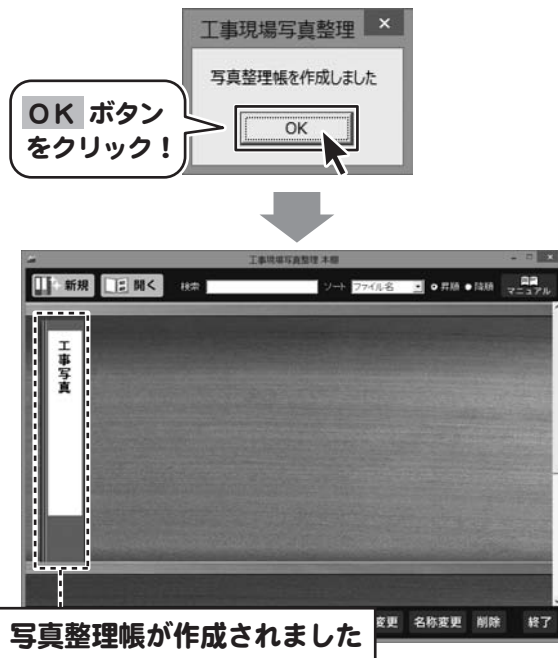 工事現場写真整理
写真整理帳を作成しました
OK ボタン
をクリック！
OK
工事現場写真整理 本棚
新規 開く 検索 ソート ファイル名 昇順 降順 マニュアル
工事写真
変更 名称変更 削除 終了
写真整理帳が作成されました